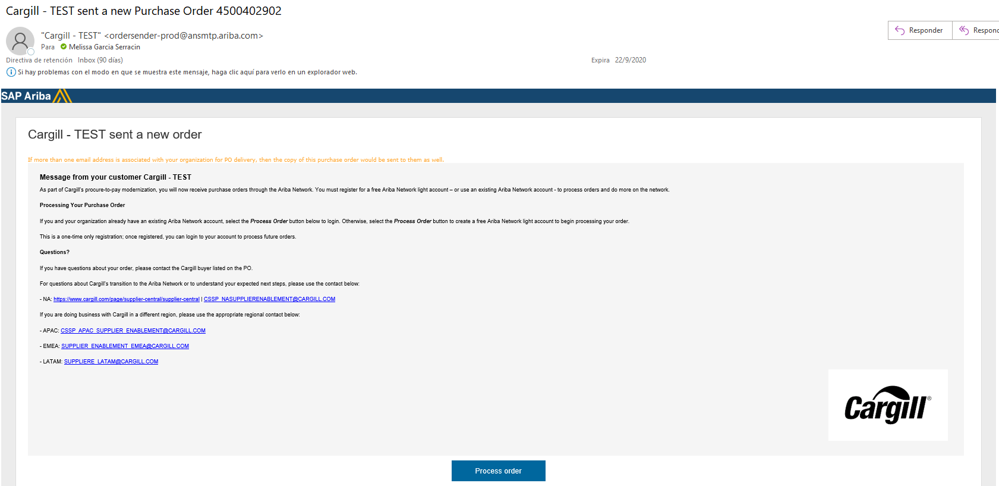 Cargill - TEST sent a new Purchase Order 4500402902
"Cargill - TEST" <ordersender-prod@ansmtp.ariba.com>
Para Melissa Garcia Serracin
Responder
Respond
Directiva de retención Inbox (90 días)
Expira 22/9/2020
Si hay problemas con el modo en que se muestra este mensaje, haga clic aquí para verlo en un explorador web.
SAP Ariba
Cargill - TEST sent a new order
If more than one email address is associated with your organization for PO delivery, then the copy of this purchase order would be sent to them as well.
Message from your customer Cargill - TEST
As part of Cargill's procure-to-pay modernization, you will now receive purchase orders through the Ariba Network. You must register for a free Ariba Network light account – or use an existing Ariba Network account - to process orders and do more on the network.
Processing Your Purchase Order
If you and your organization already have an existing Ariba Network account, select the Process Order button below to login. Otherwise, select the Process Order button to create a free Ariba Network light account to begin processing your order.
This is a one-time only registration; once registered, you can login to your account to process future orders.
Questions?
If you have questions about your order, please contact the Cargill buyer listed on the PO.
For questions about Cargill's transition to the Ariba Network or to understand your expected next steps, please use the contact below:
- NA: https://www.cargill.com/page/supplier-central/supplier-central | CSSP_NASUPPLIERENABLEMENT@CARGILL.COM
If you are doing business with Cargill in a different region, please use the appropriate regional contact below:
- APAC: CSSP_APAC_SUPPLIER_ENABLEMENT@CARGILL.COM
- EMEA: SUPPLIER_ENABLEMENT_EMEA@CARGILL.COM
- LATAM: SUPPLIERE_LATAM@CARGILL.COM
Cargill®
Process order